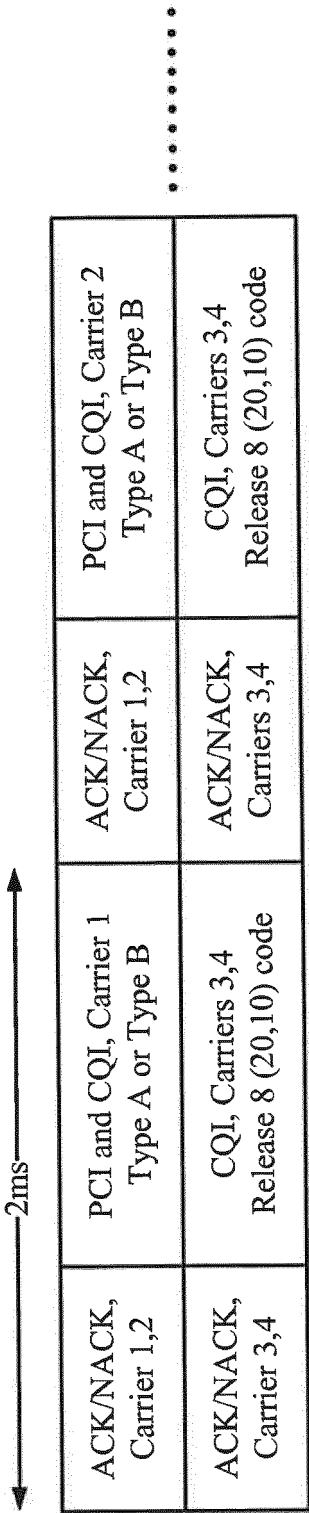 2ms
ACK/NACK,
Carrier 1,2
PCI and CQI, Carrier 1
Type A or Type B
ACK/NACK,
Carrier 1,2
PCI and CQI, Carrier 2
Type A or Type B
ACK/NACK,
Carrier 3,4
CQI, Carriers 3,4
Release 8 (20,10) code
ACK/NACK,
Carriers 3,4
CQI, Carriers 3,4
Release 8 (20,10) code